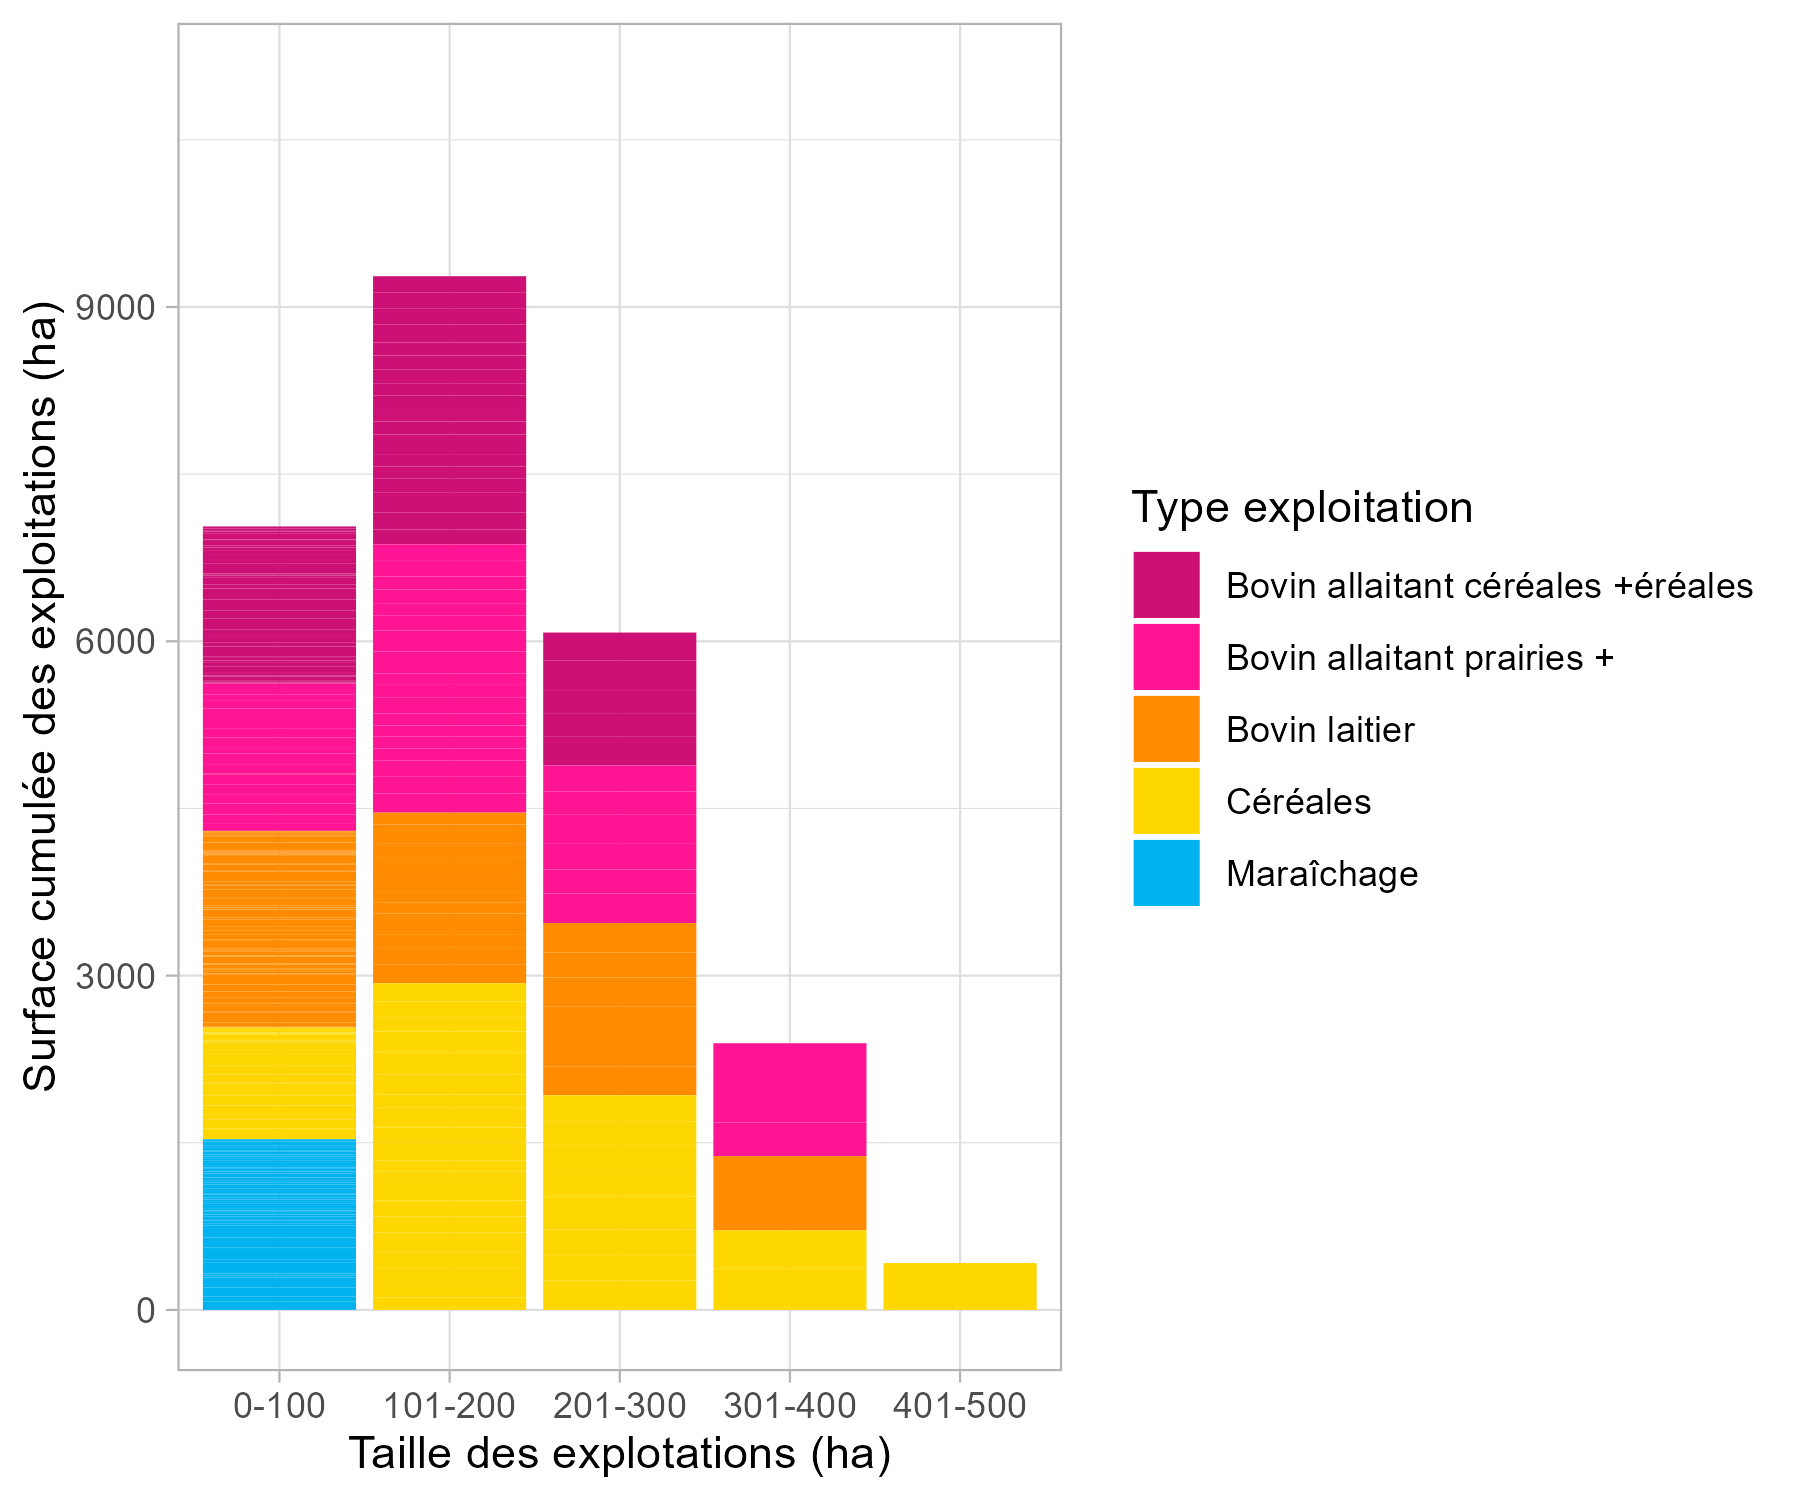 Surface cumulée des exploitations (ha)
9000
6000
3000
0
0-100
101-200
201-300
301-400
401-500
Taille des explotations (ha)
Type exploitation
Bovin allaitant céréales +éréales
Bovin allaitant prairies +
Bovin laitier
Céréales
Maraîchage